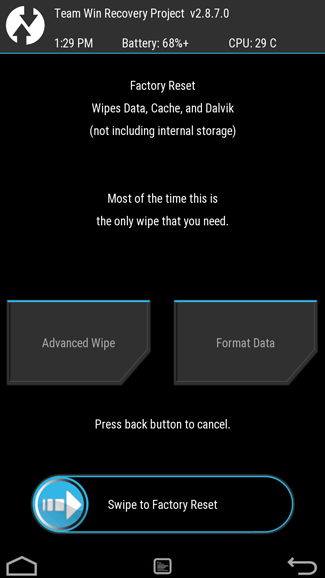 Team Win Recovery Project v2.8.7.0
1:29 PM Battery: 68%+ CPU: 29 C
Factory Reset
Wipes Data, Cache, and Dalvik
(not including internal storage)
Most of the time this is
the only wipe that you need.
Advanced Wipe Format Data
Press back button to cancel.
Swipe to Factory Reset